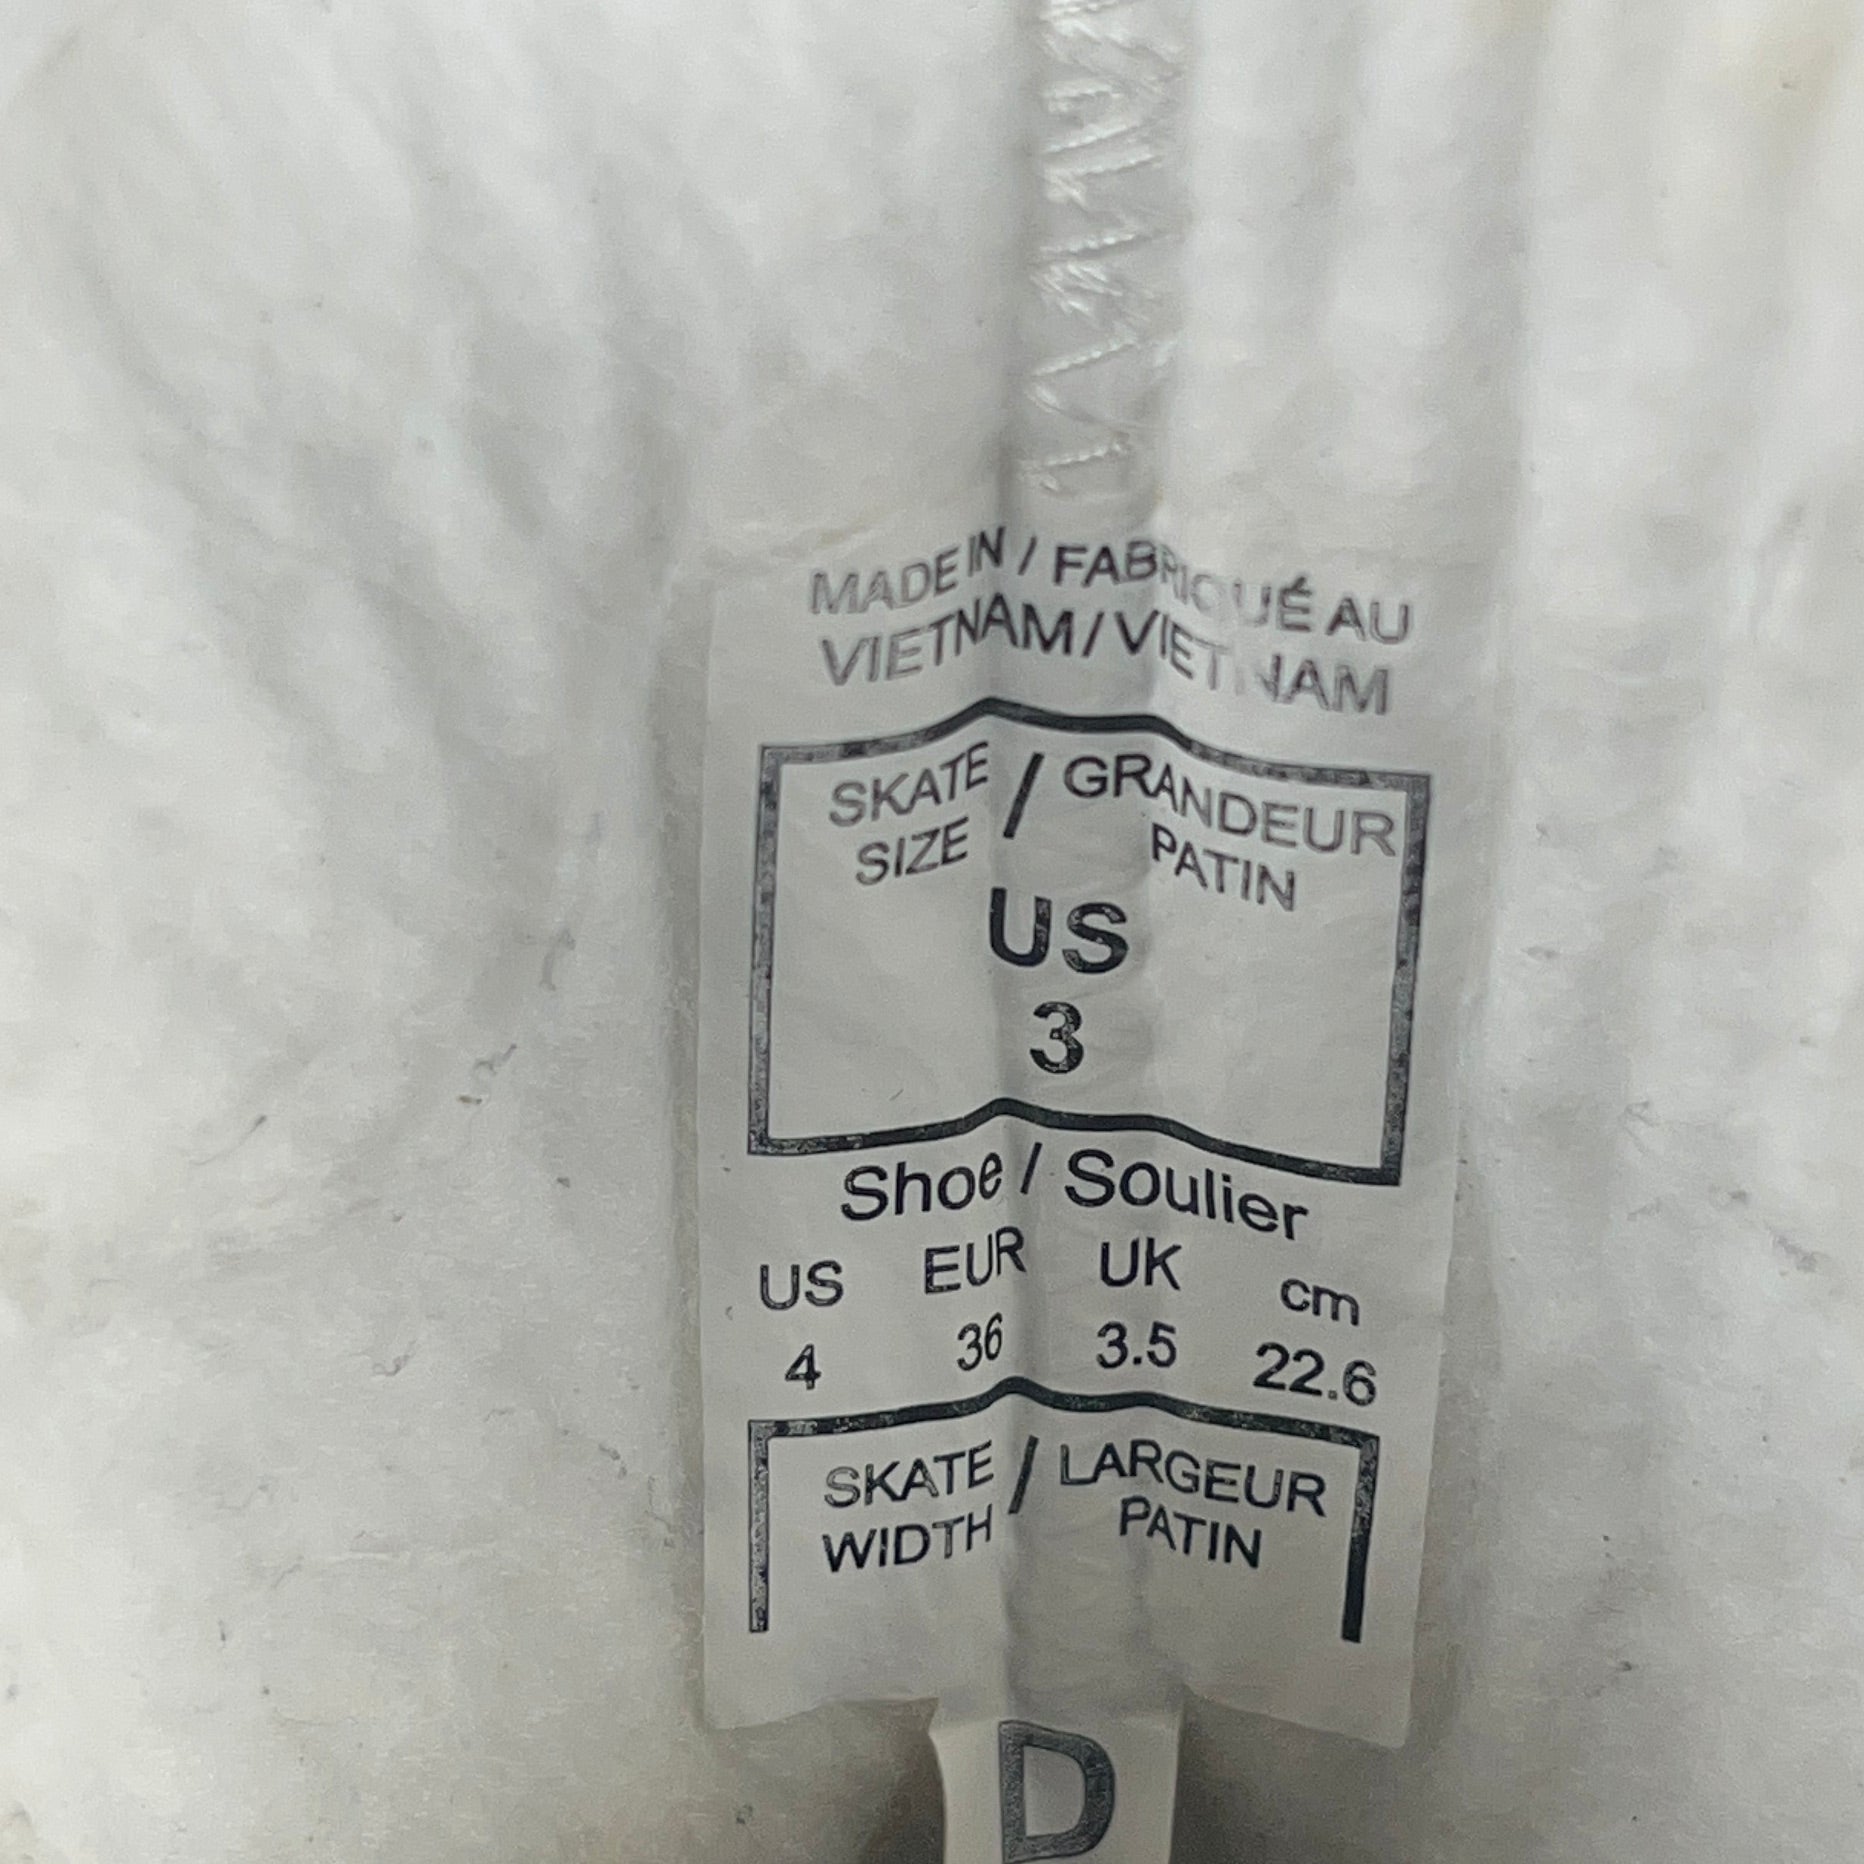 MADE IN / FABRIQUÉ AU
VIETNAM / VIETNAM
SKATE / GRANDEUR
SIZE PATIN
US
3
Shoe / Soulier
US EUR UK cm
4 36 3.5 22.6
SKATE / LARGEUR
WIDTH PATIN
D